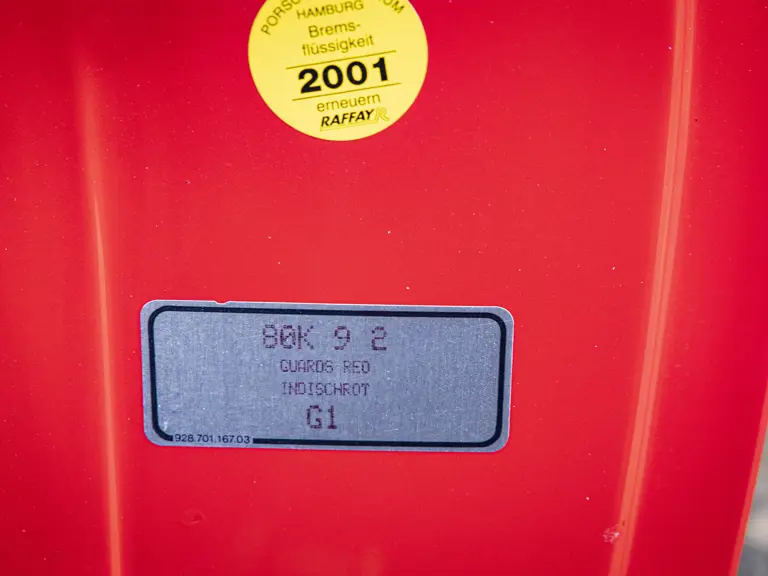 HAMBURG
Brems-
flüssigkeit
2001
erneuern
RAFFAY
80K 9 2
GUARDS RED
INDISCHROT
G1
928.701.167.03